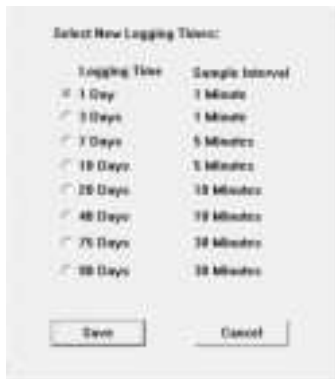 Select New Logging Times:
Logging Time Sample Interval
1 Day 1 Minute
3 Days 1 Minute
7 Days 5 Minutes
10 Days 5 Minutes
20 Days 10 Minutes
40 Days 10 Minutes
75 Days 30 Minutes
90 Days 30 Minutes
Save Cancel